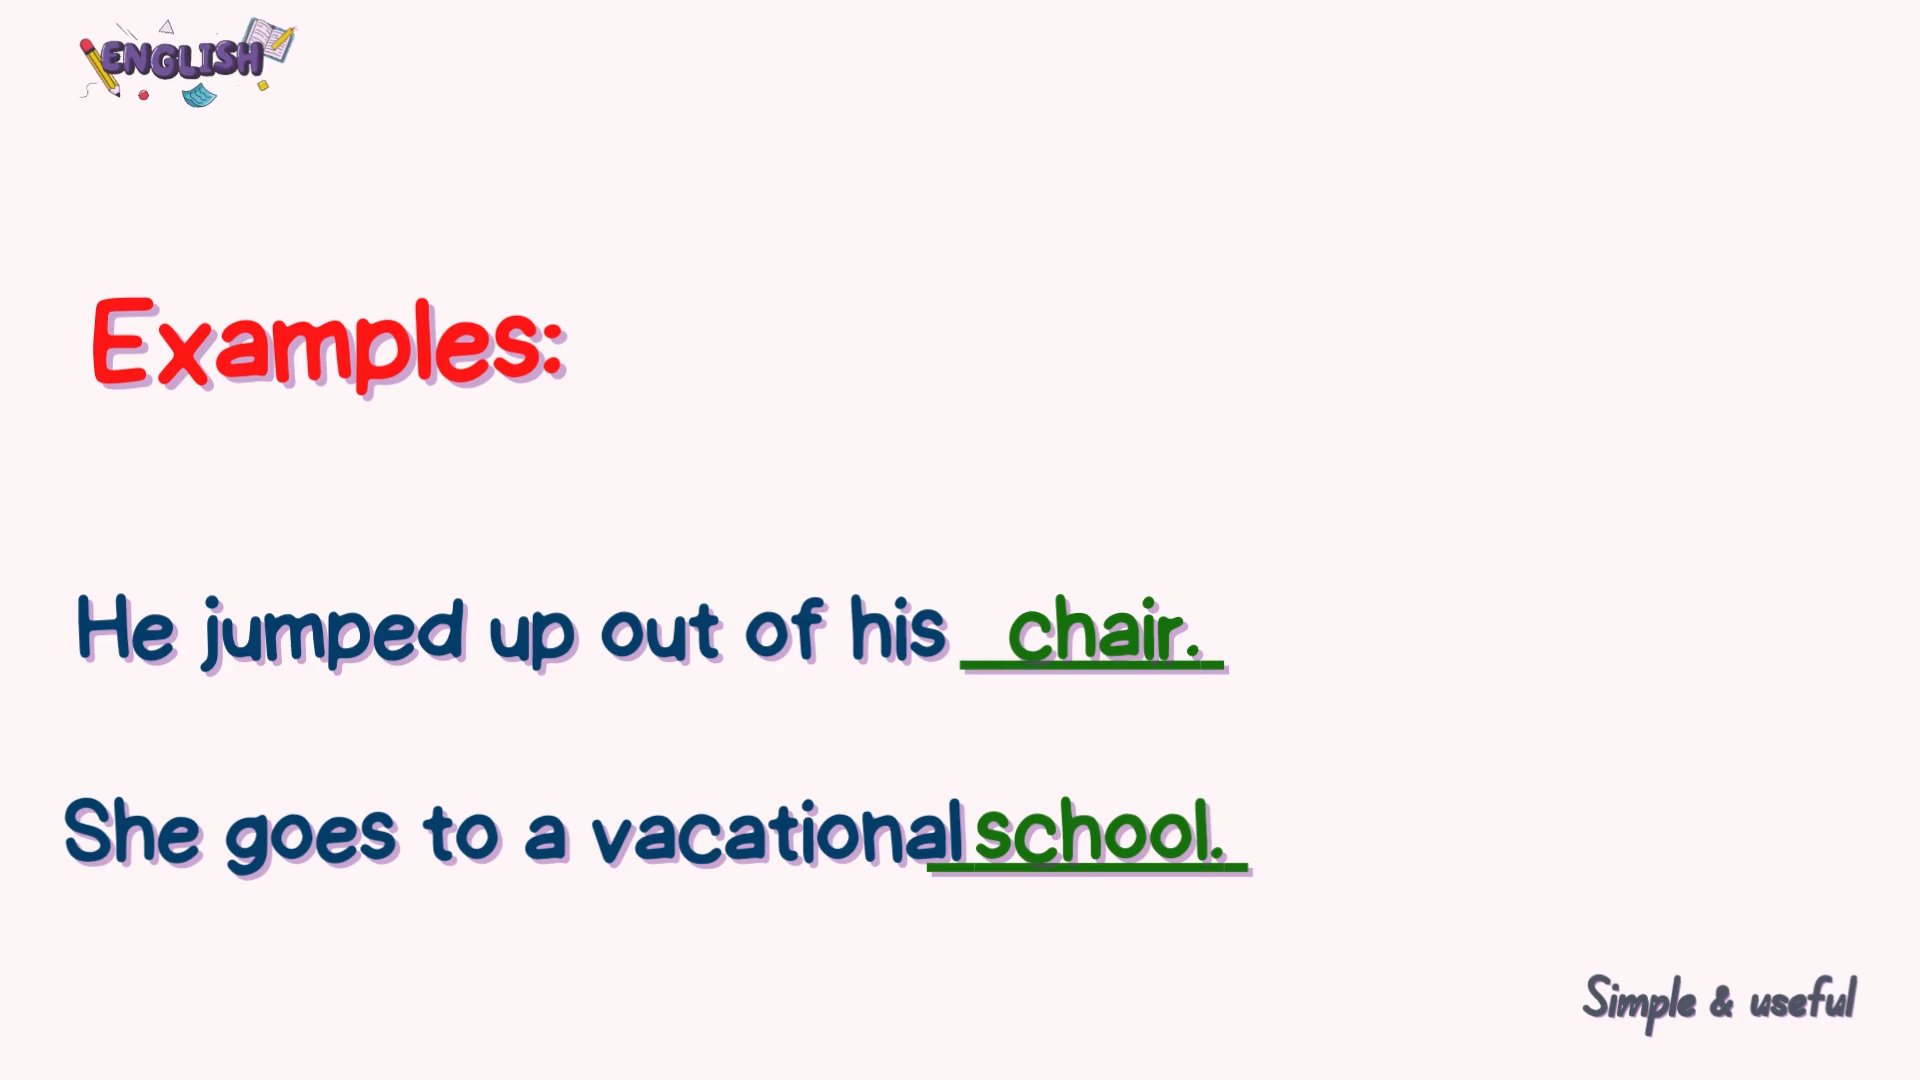 ENGLISH
Examples:
He jumped up out of his chair.
She goes to a vacational school.
Simple & useful